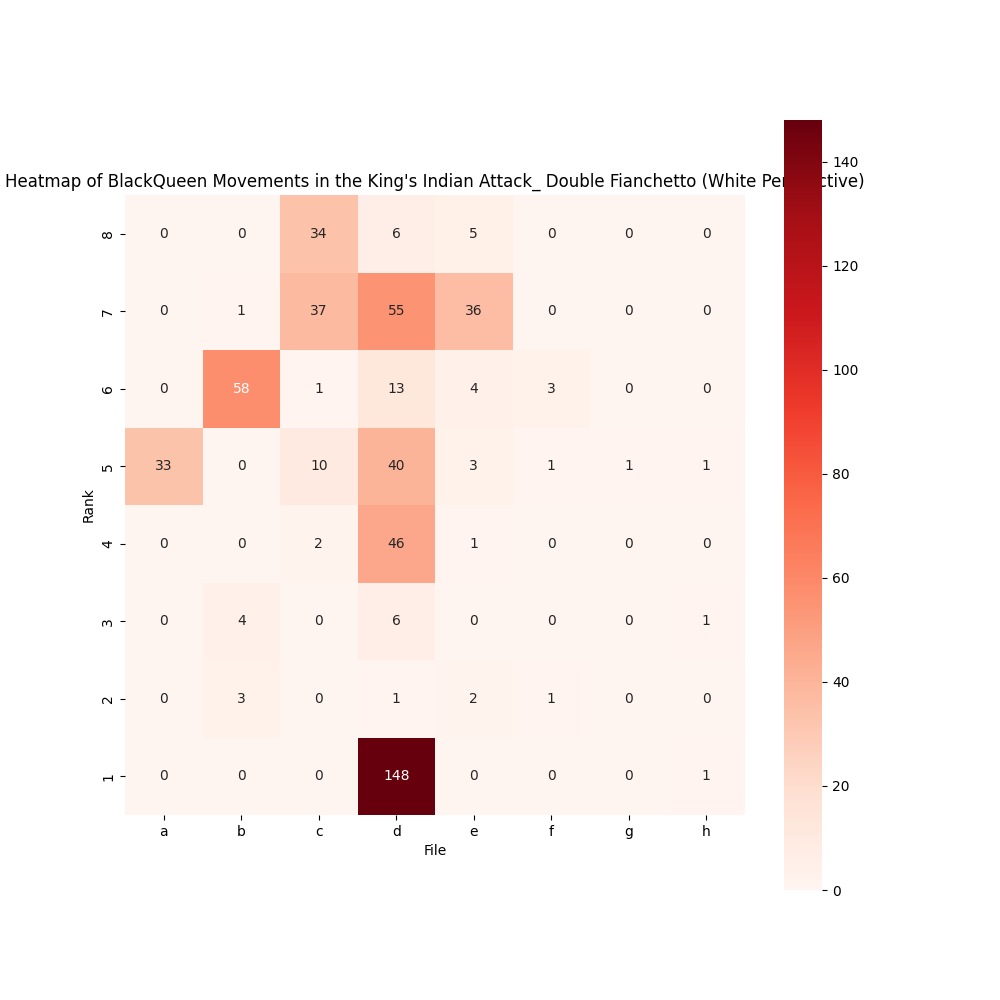 Heatmap of BlackQueen Movements in the King's Indian Attack_ Double Fianchetto (White Pe ctive)
8 0 0 34 6 5 0 0 0
7 0 1 37 55 36 0 0 0
6 0 58 1 13 4 3 0 0
5 33 0 10 40 3 1 1 1
4 0 0 2 46 1 0 0 0
3 0 4 0 6 0 0 0 1
2 0 3 0 1 2 1 0 0
1 0 0 0 148 0 0 0 1
a b c d e f g h
File
Rank
140
120
100
80
60
40
20
0